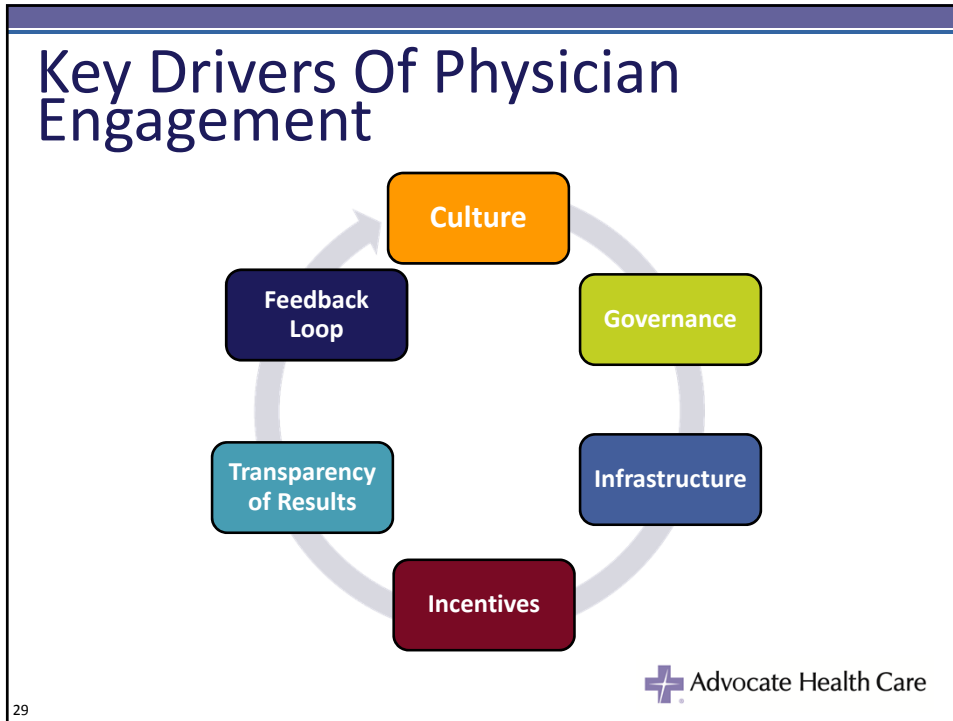 Key Drivers Of Physician
Engagement
Culture
Governance
Infrastructure
Incentives
Transparency
of Results
Feedback
Loop
Advocate Health Care
29